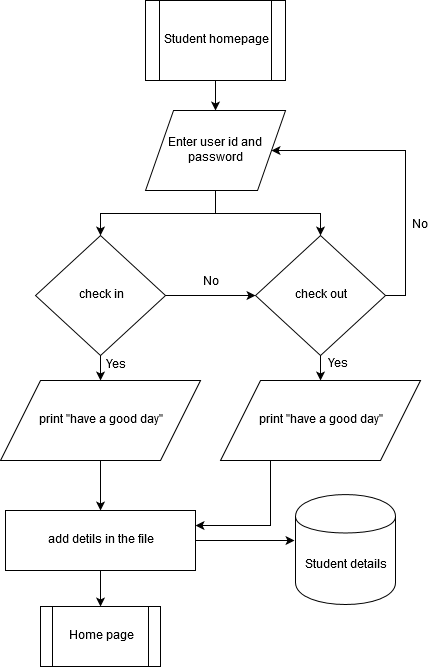 Student homepage
Enter user id and
password
No
check in
No
check out
Yes
Yes
print "have a good day"
print "have a good day"
add detils in the file
Student details
Home page